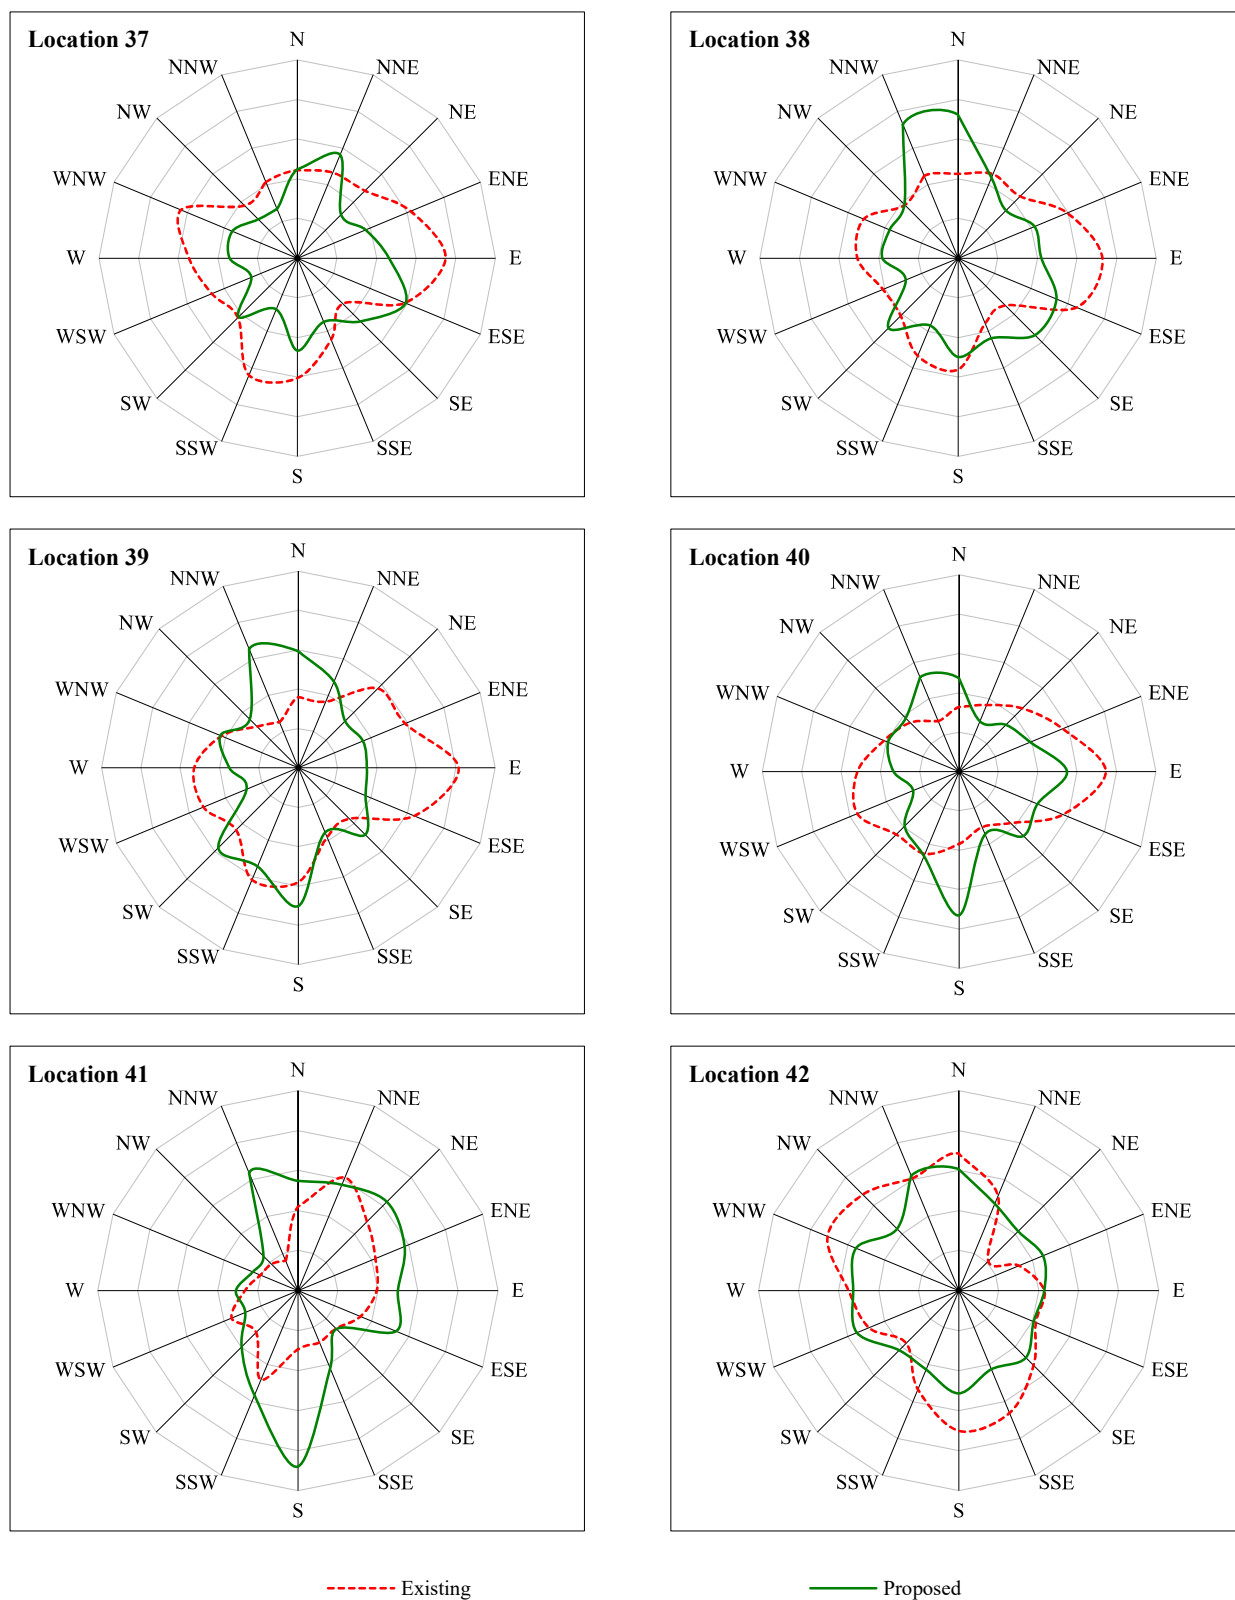 Location 37
N
NNW
NNE
NW
NE
WNW
ENE
W
E
WSW
ESE
SW
SE
SSW
SSE
S
Location 38
N
NNW
NNE
NW
NE
WNW
ENE
W
E
WSW
ESE
SW
SE
SSW
SSE
S
Location 39
N
NNW
NNE
NW
NE
WNW
ENE
W
E
WSW
ESE
SW
SE
SSW
SSE
S
Location 40
N
NNW
NNE
NW
NE
WNW
ENE
W
E
WSW
ESE
SW
SE
SSW
SSE
S
Location 41
N
NNW
NNE
NW
NE
WNW
ENE
W
E
WSW
ESE
SW
SE
SSW
SSE
S
Location 42
N
NNW
NNE
NW
NE
WNW
ENE
W
E
WSW
ESE
SW
SE
SSW
SSE
S
Existing
Proposed